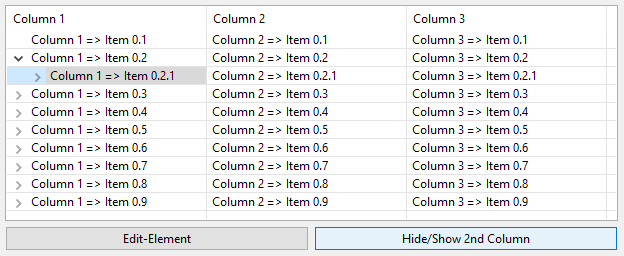 Column 1 Column 2 Column 3
Column 1 => Item 0.1 Column 2 => Item 0.1 Column 3 => Item 0.1
Column 1 => Item 0.2 Column 2 => Item 0.2 Column 3 => Item 0.2
Column 1 => Item 0.2.1 Column 2 => Item 0.2.1 Column 3 => Item 0.2.1
Column 1 => Item 0.3 Column 2 => Item 0.3 Column 3 => Item 0.3
Column 1 => Item 0.4 Column 2 => Item 0.4 Column 3 => Item 0.4
Column 1 => Item 0.5 Column 2 => Item 0.5 Column 3 => Item 0.5
Column 1 => Item 0.6 Column 2 => Item 0.6 Column 3 => Item 0.6
Column 1 => Item 0.7 Column 2 => Item 0.7 Column 3 => Item 0.7
Column 1 => Item 0.8 Column 2 => Item 0.8 Column 3 => Item 0.8
Column 1 => Item 0.9 Column 2 => Item 0.9 Column 3 => Item 0.9
Edit-Element Hide/Show 2nd Column